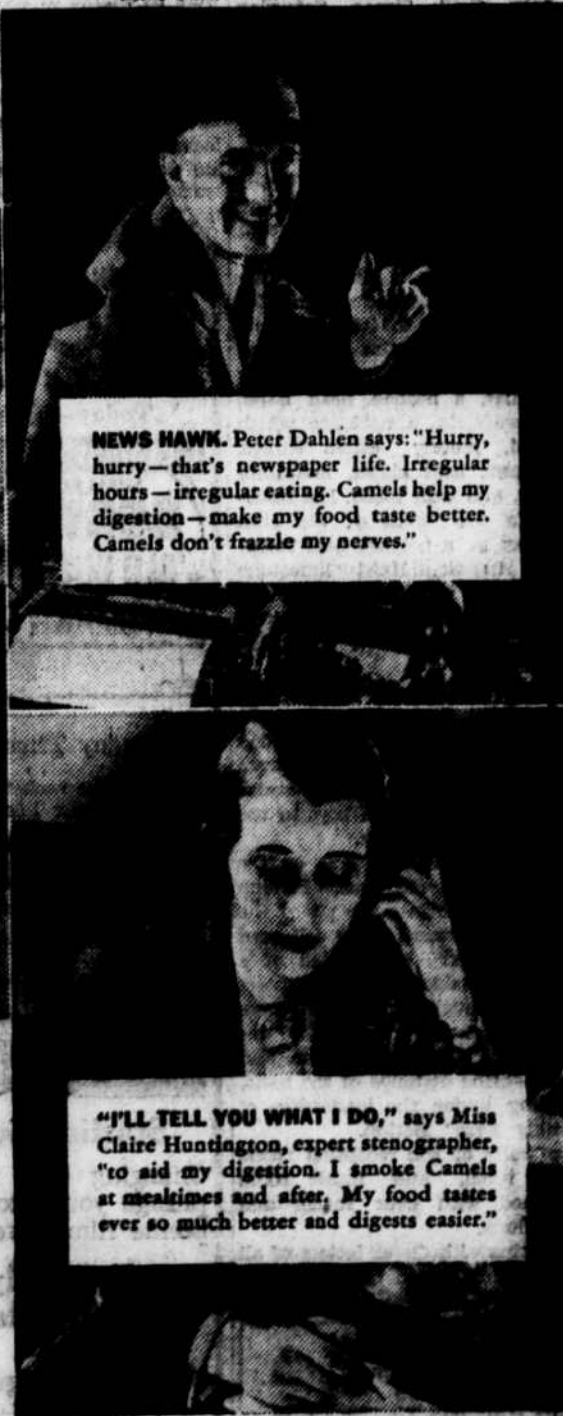 NEWS HAWK. Peter Dahlen says: "Hurry,
hurry—that's newspaper life. Irregular
hours—irregular eating. Camels help my
digestion—make my food taste better.
Camels don't frazzle my nerves."
"I'LL TELL YOU WHAT I DO," says Miss
Claire Huntington, expert stenographer,
"to aid my digestion. I smoke Camels
at mealtimes and after. My food tastes
ever so much better and digests easier."